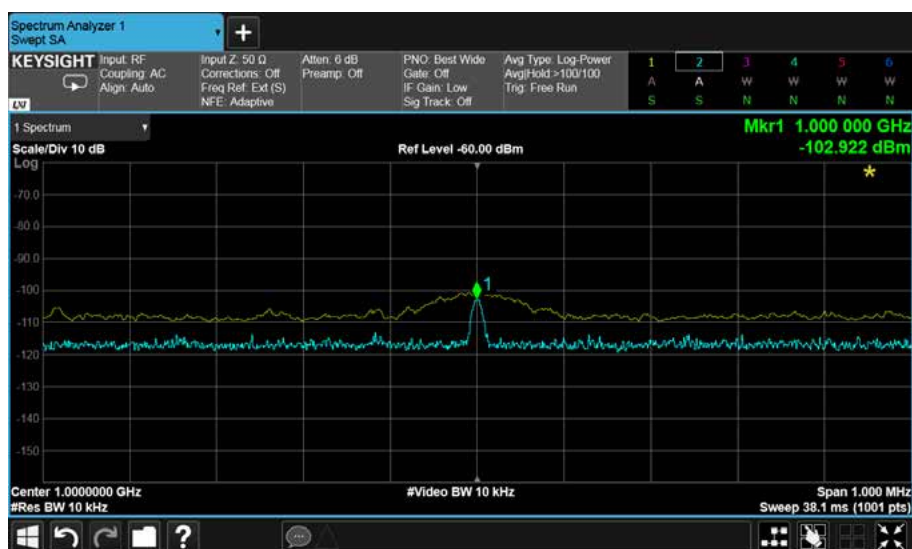 Spectrum Analyzer 1
Swept SA
+
KEYSIGHT
Input: RF
Coupling: AC
Align: Auto
Input Z: 50 Ω
Corrections: Off
Freq Ref: Ext (S)
NFE: Adaptive
Atten: 6 dB
Preamp: Off
PNO: Best Wide
Gate: Off
IF Gain: Low
Sig Track: Off
Avg Type: Log-Power
Avg|Hold:>100/100
Trig: Free Run
1 2 3 4 5 6
A A W W W W
S S N N N N
LXI
1 Spectrum
Mkr1 1.000 000 GHz
Scale/Div 10 dB
Ref Level -60.00 dBm
-102.922 dBm
Log
*
-70.0
-80.0
-90.0
-100
1
-110
-120
-130
-140
-150
Center 1.0000000 GHz
#Video BW 10 kHz
Span 1.000 MHz
#Res BW 10 kHz
Sweep 38.1 ms (1001 pts)
?